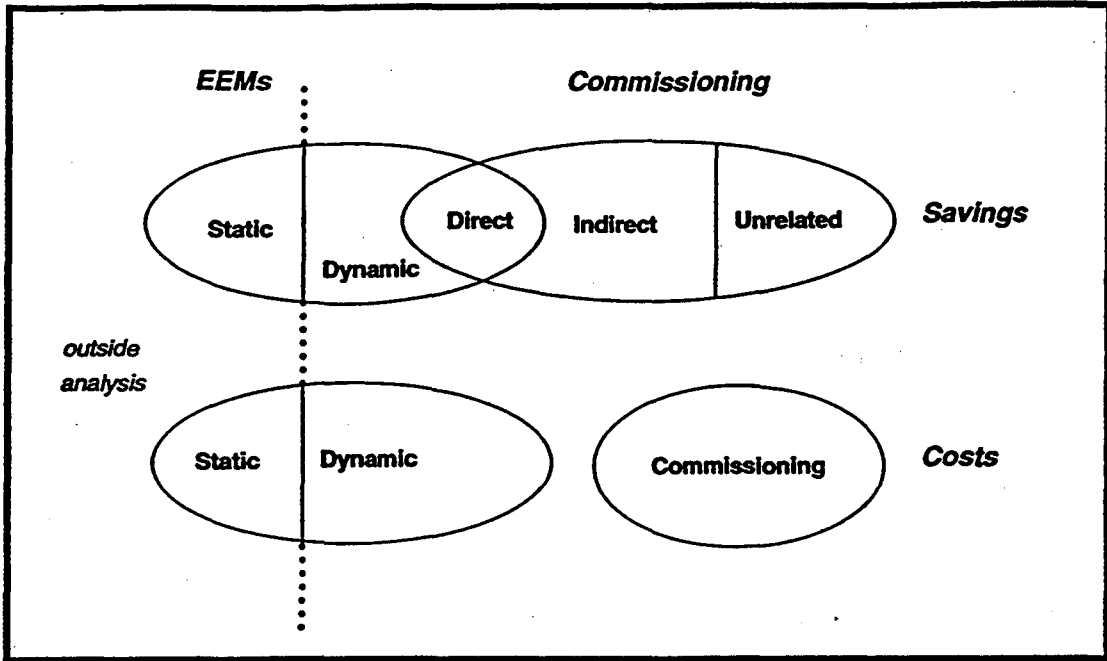 EEMs
Commissioning
Static
Dynamic
Direct
Indirect
Unrelated
Savings
outside
analysis
Static
Dynamic
Commissioning
Costs